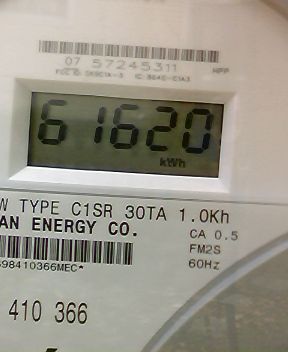 07 57245311
HPP
61620
kWh
W TYPE C1SR 30TA 1.0Kh
AN ENERGY CO.
CA 0.5
FM2S
98410366MEC*
60Hz
410 366